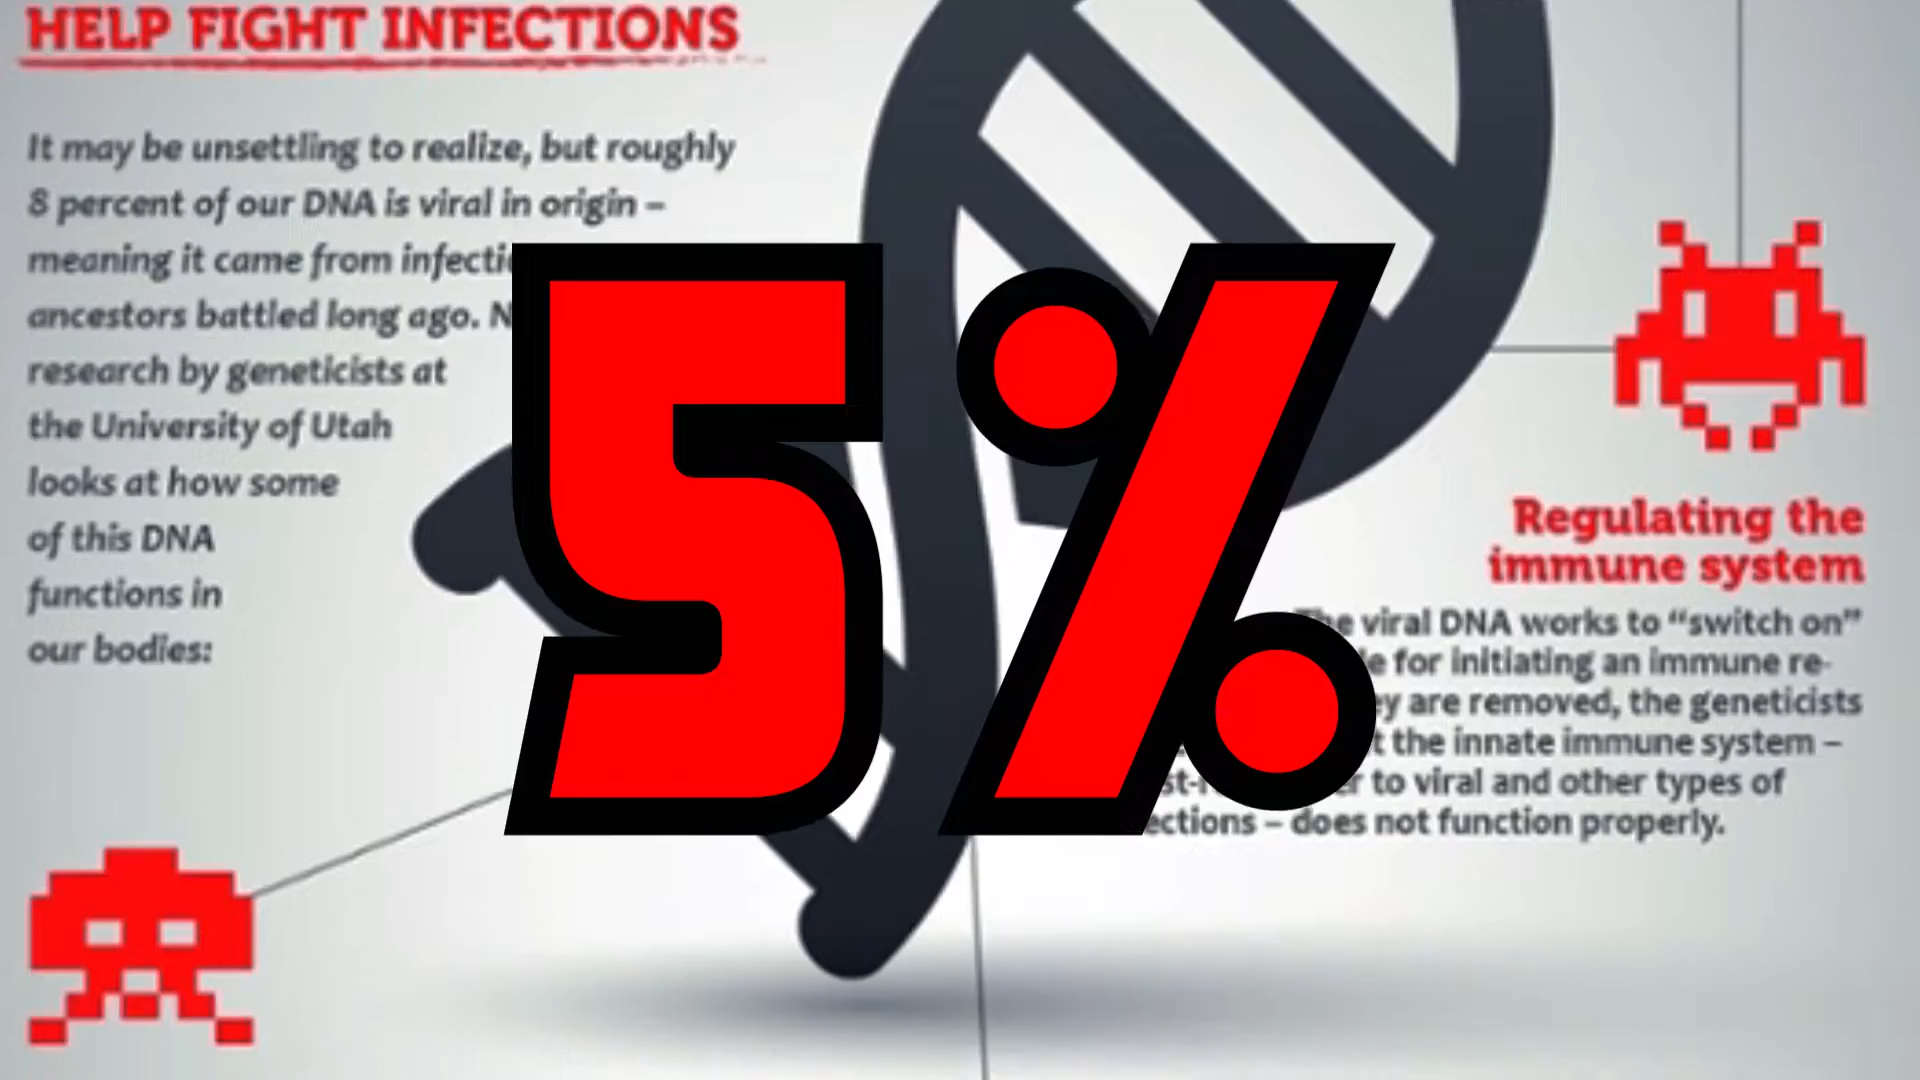 HELP FIGHT INFECTIONS
It may be unsettling to realize, but roughly
8 percent of our DNA is viral in origin –
meaning it came from
ancestors battled long ago.
research by geneticists at
the University of Utah
looks at how some
of this DNA
functions in
our bodies:
5%
Regulating the
immune system
viral DNA works to “switch on”
for initiating an immune re-
are removed, the geneticists
the innate immune system –
to viral and other types of
– does not function properly.